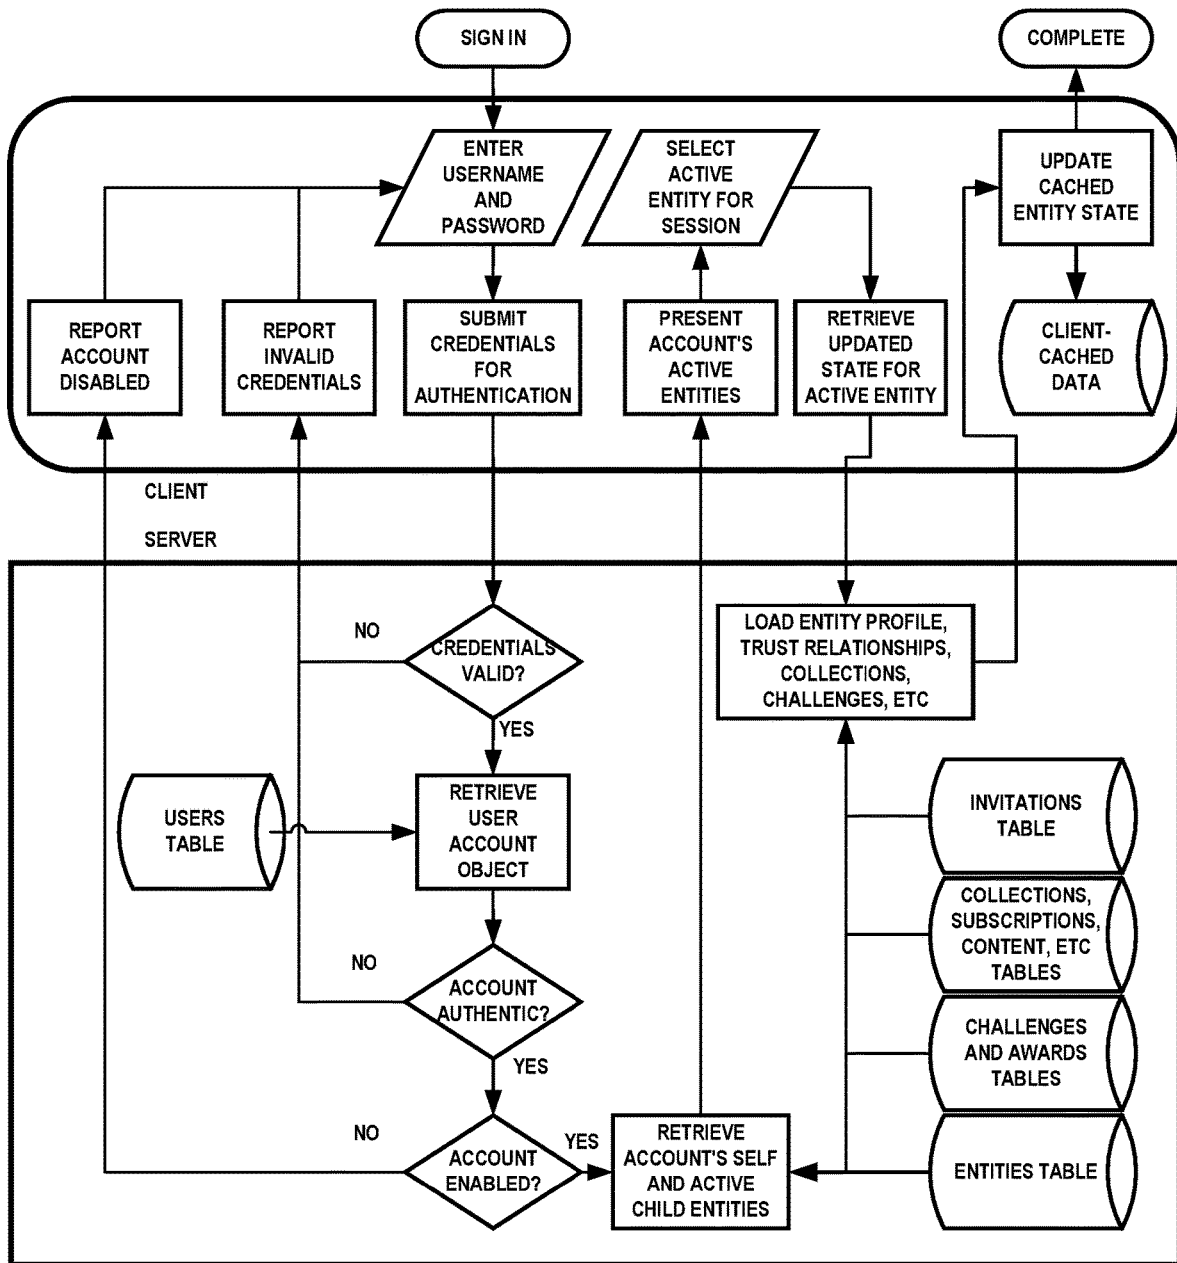 SIGN IN
COMPLETE
ENTER
USERNAME
AND
PASSWORD
SELECT
ACTIVE
ENTITY FOR
SESSION
UPDATE
CACHED
ENTITY STATE
REPORT
ACCOUNT
DISABLED
REPORT
INVALID
CREDENTIALS
SUBMIT
CREDENTIALS
FOR
AUTHENTICATION
PRESENT
ACCOUNT'S
ACTIVE
ENTITIES
RETRIEVE
UPDATED
STATE FOR
ACTIVE ENTITY
CLIENT-
CACHED
DATA
CLIENT
SERVER
NO
CREDENTIALS
VALID?
YES
LOAD ENTITY PROFILE,
TRUST RELATIONSHIPS,
COLLECTIONS,
CHALLENGES, ETC
USERS
TABLE
RETRIEVE
USER
ACCOUNT
OBJECT
INVITATIONS
TABLE
COLLECTIONS,
SUBSCRIPTIONS,
CONTENT, ETC
TABLES
NO
ACCOUNT
AUTHENTIC?
YES
CHALLENGES
AND AWARDS
TABLES
NO
ACCOUNT
ENABLED?
YES
RETRIEVE
ACCOUNT'S SELF
AND ACTIVE
CHILD ENTITIES
ENTITIES TABLE